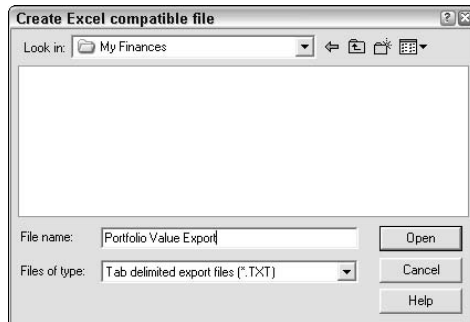 Create Excel compatible file
Look in: My Finances
File name: Portfolio Value Export
Open
Files of type: Tab delimited export files (*.TXT)
Cancel
Help